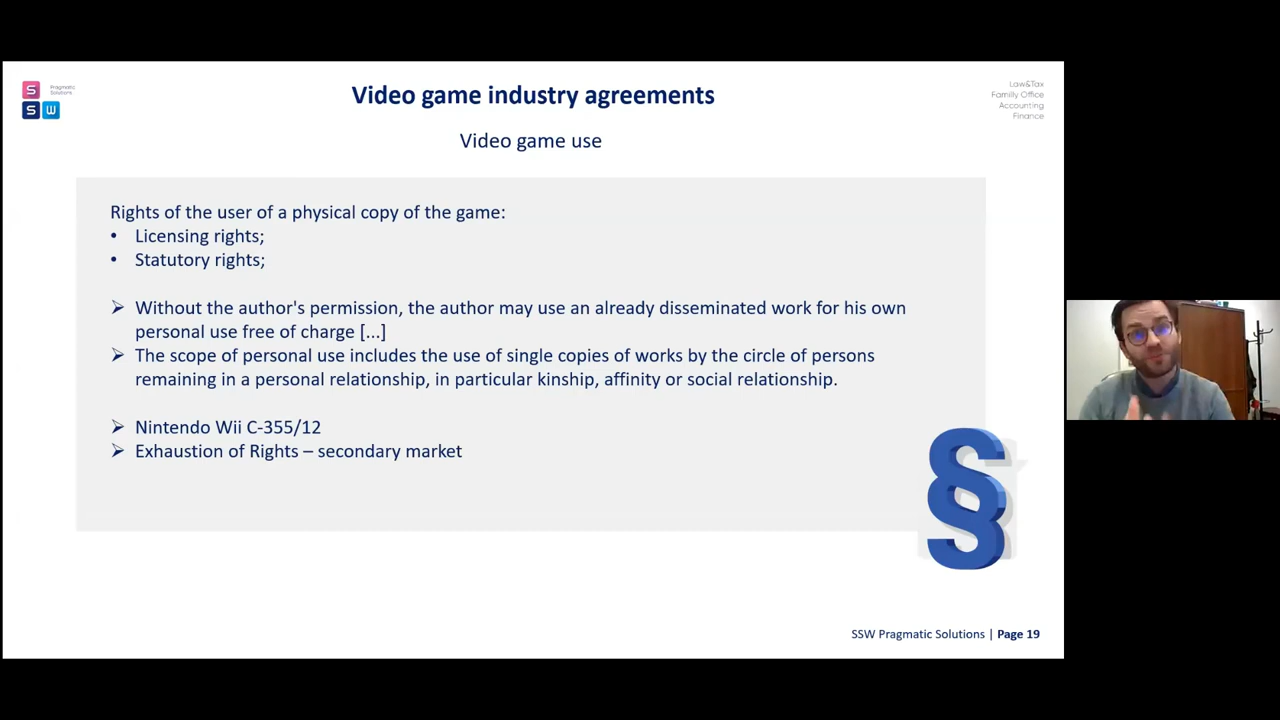 S
S W
Pragmatic
Solutions
Video game industry agreements
Law&Tax
Familly Office
Accounting
Finance
Video game use
Rights of the user of a physical copy of the game:
• Licensing rights;
• Statutory rights;
➢ Without the author's permission, the author may use an already disseminated work for his own
personal use free of charge [...]
➢ The scope of personal use includes the use of single copies of works by the circle of persons
remaining in a personal relationship, in particular kinship, affinity or social relationship.
➢ Nintendo Wii C-355/12
➢ Exhaustion of Rights – secondary market
§
SSW Pragmatic Solutions | Page 19